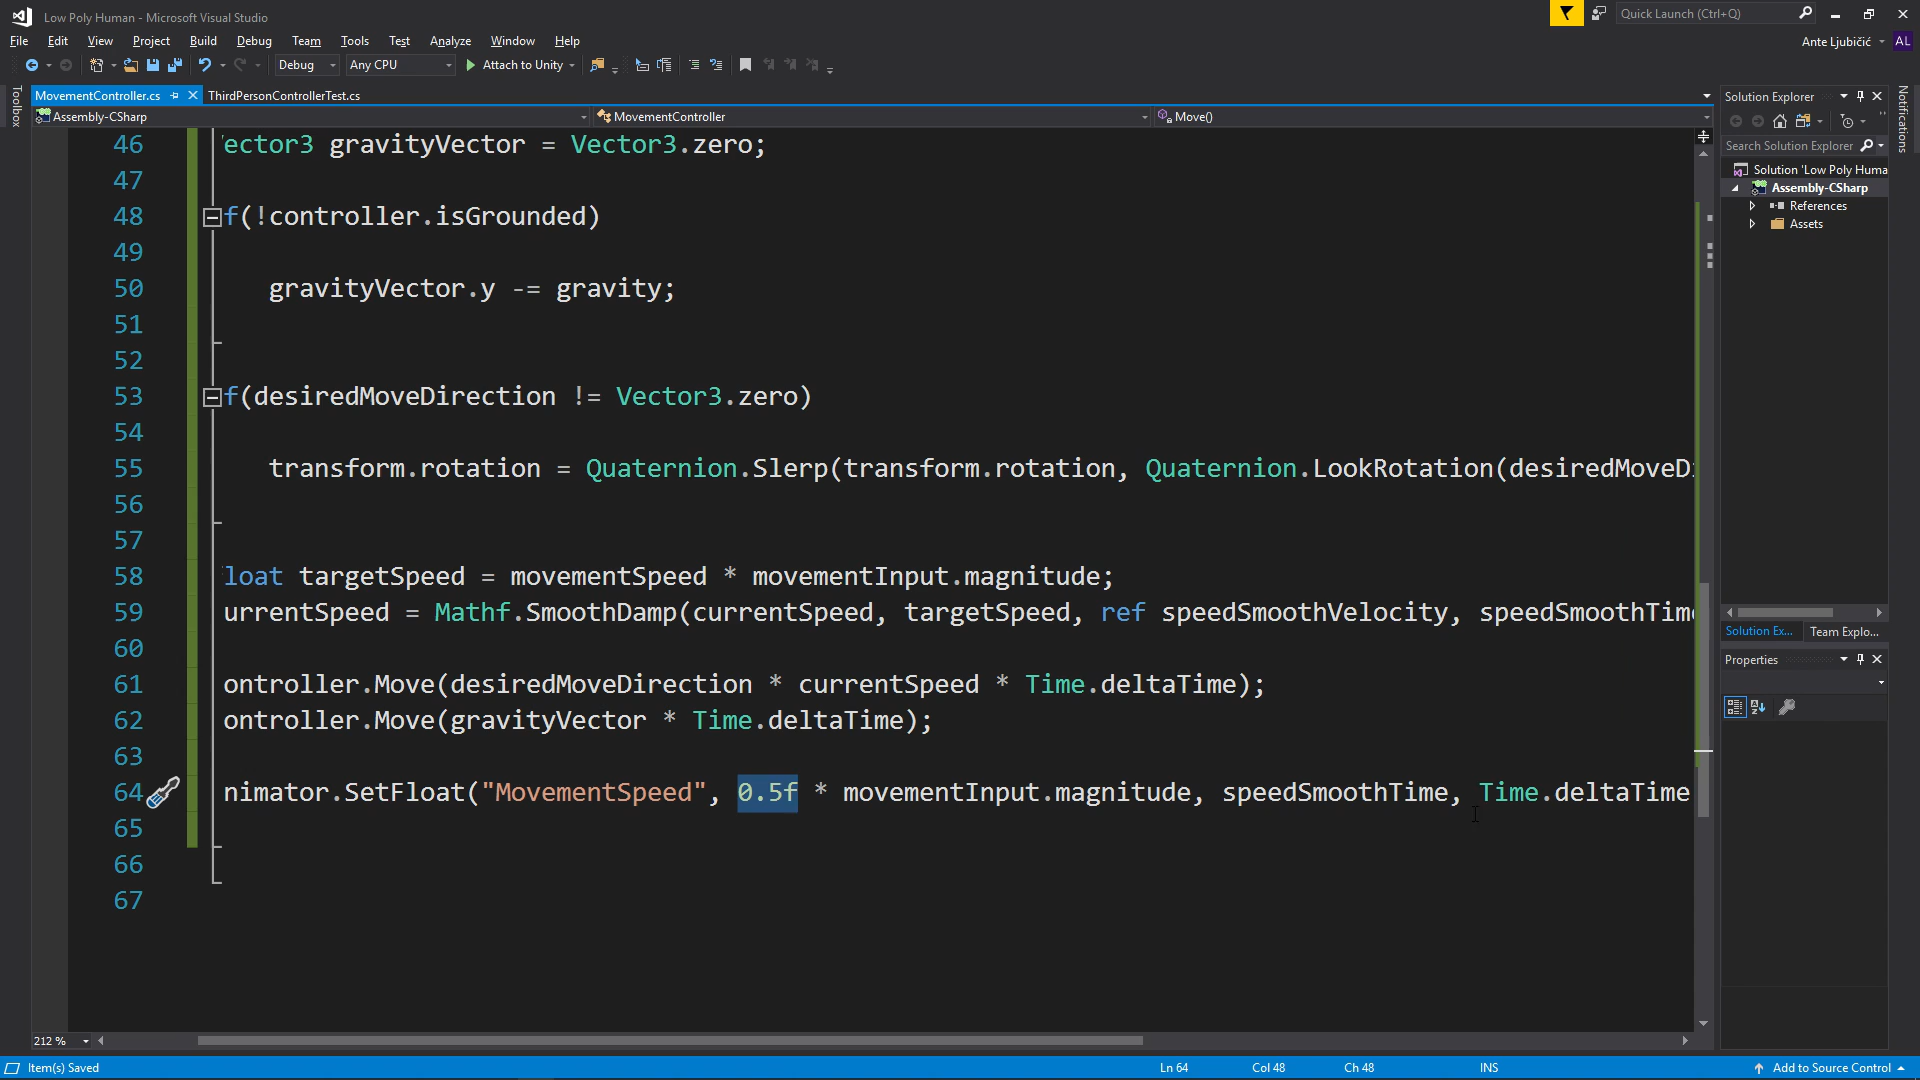 Low Poly Human - Microsoft Visual Studio
Quick Launch (Ctrl+Q)
File Edit View Project Build Debug Team Tools Test Analyze Window Help
Ante Ljubičić AL
Debug Any CPU Attach to Unity
Toolbox
MovementController.cs ThirdPersonControllerTest.cs
Assembly-CSharp MovementController Move()
46 ector3 gravityVector = Vector3.zero;
47
48 f(!controller.isGrounded)
49
50 gravityVector.y -= gravity;
51
52
53 f(desiredMoveDirection != Vector3.zero)
54
55 transform.rotation = Quaternion.Slerp(transform.rotation, Quaternion.LookRotation(desiredMoveD
56
57
58 loat targetSpeed = movementSpeed * movementInput.magnitude;
59 urrentSpeed = Mathf.SmoothDamp(currentSpeed, targetSpeed, ref speedSmoothVelocity, speedSmoothTime
60
61 ontroller.Move(desiredMoveDirection * currentSpeed * Time.deltaTime);
62 ontroller.Move(gravityVector * Time.deltaTime);
63
64 nimator.SetFloat("MovementSpeed", 0.5f * movementInput.magnitude, speedSmoothTime, Time.deltaTime
65
66
67
212 %
Solution Explorer
Search Solution Explorer
Solution 'Low Poly Huma
Assembly-CSharp
References
Assets
Solution Ex... Team Explo...
Properties
Notifications
Item(s) Saved Ln 64 Col 48 Ch 48 INS Add to Source Control